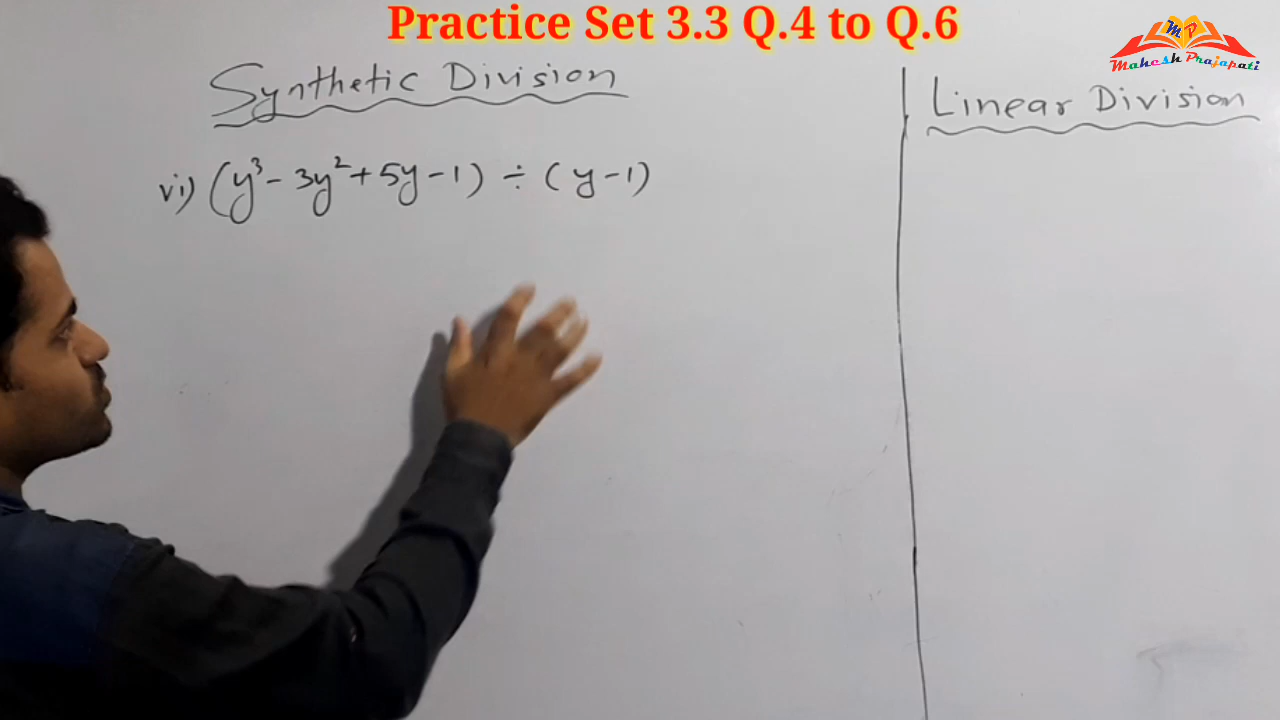 Practice Set 3.3 Q.4 to Q.6
MP
Mahesh Prajapati
Synthetic Division
vi) (y³ - 3y² + 5y - 1) ÷ (y - 1)
Linear Division